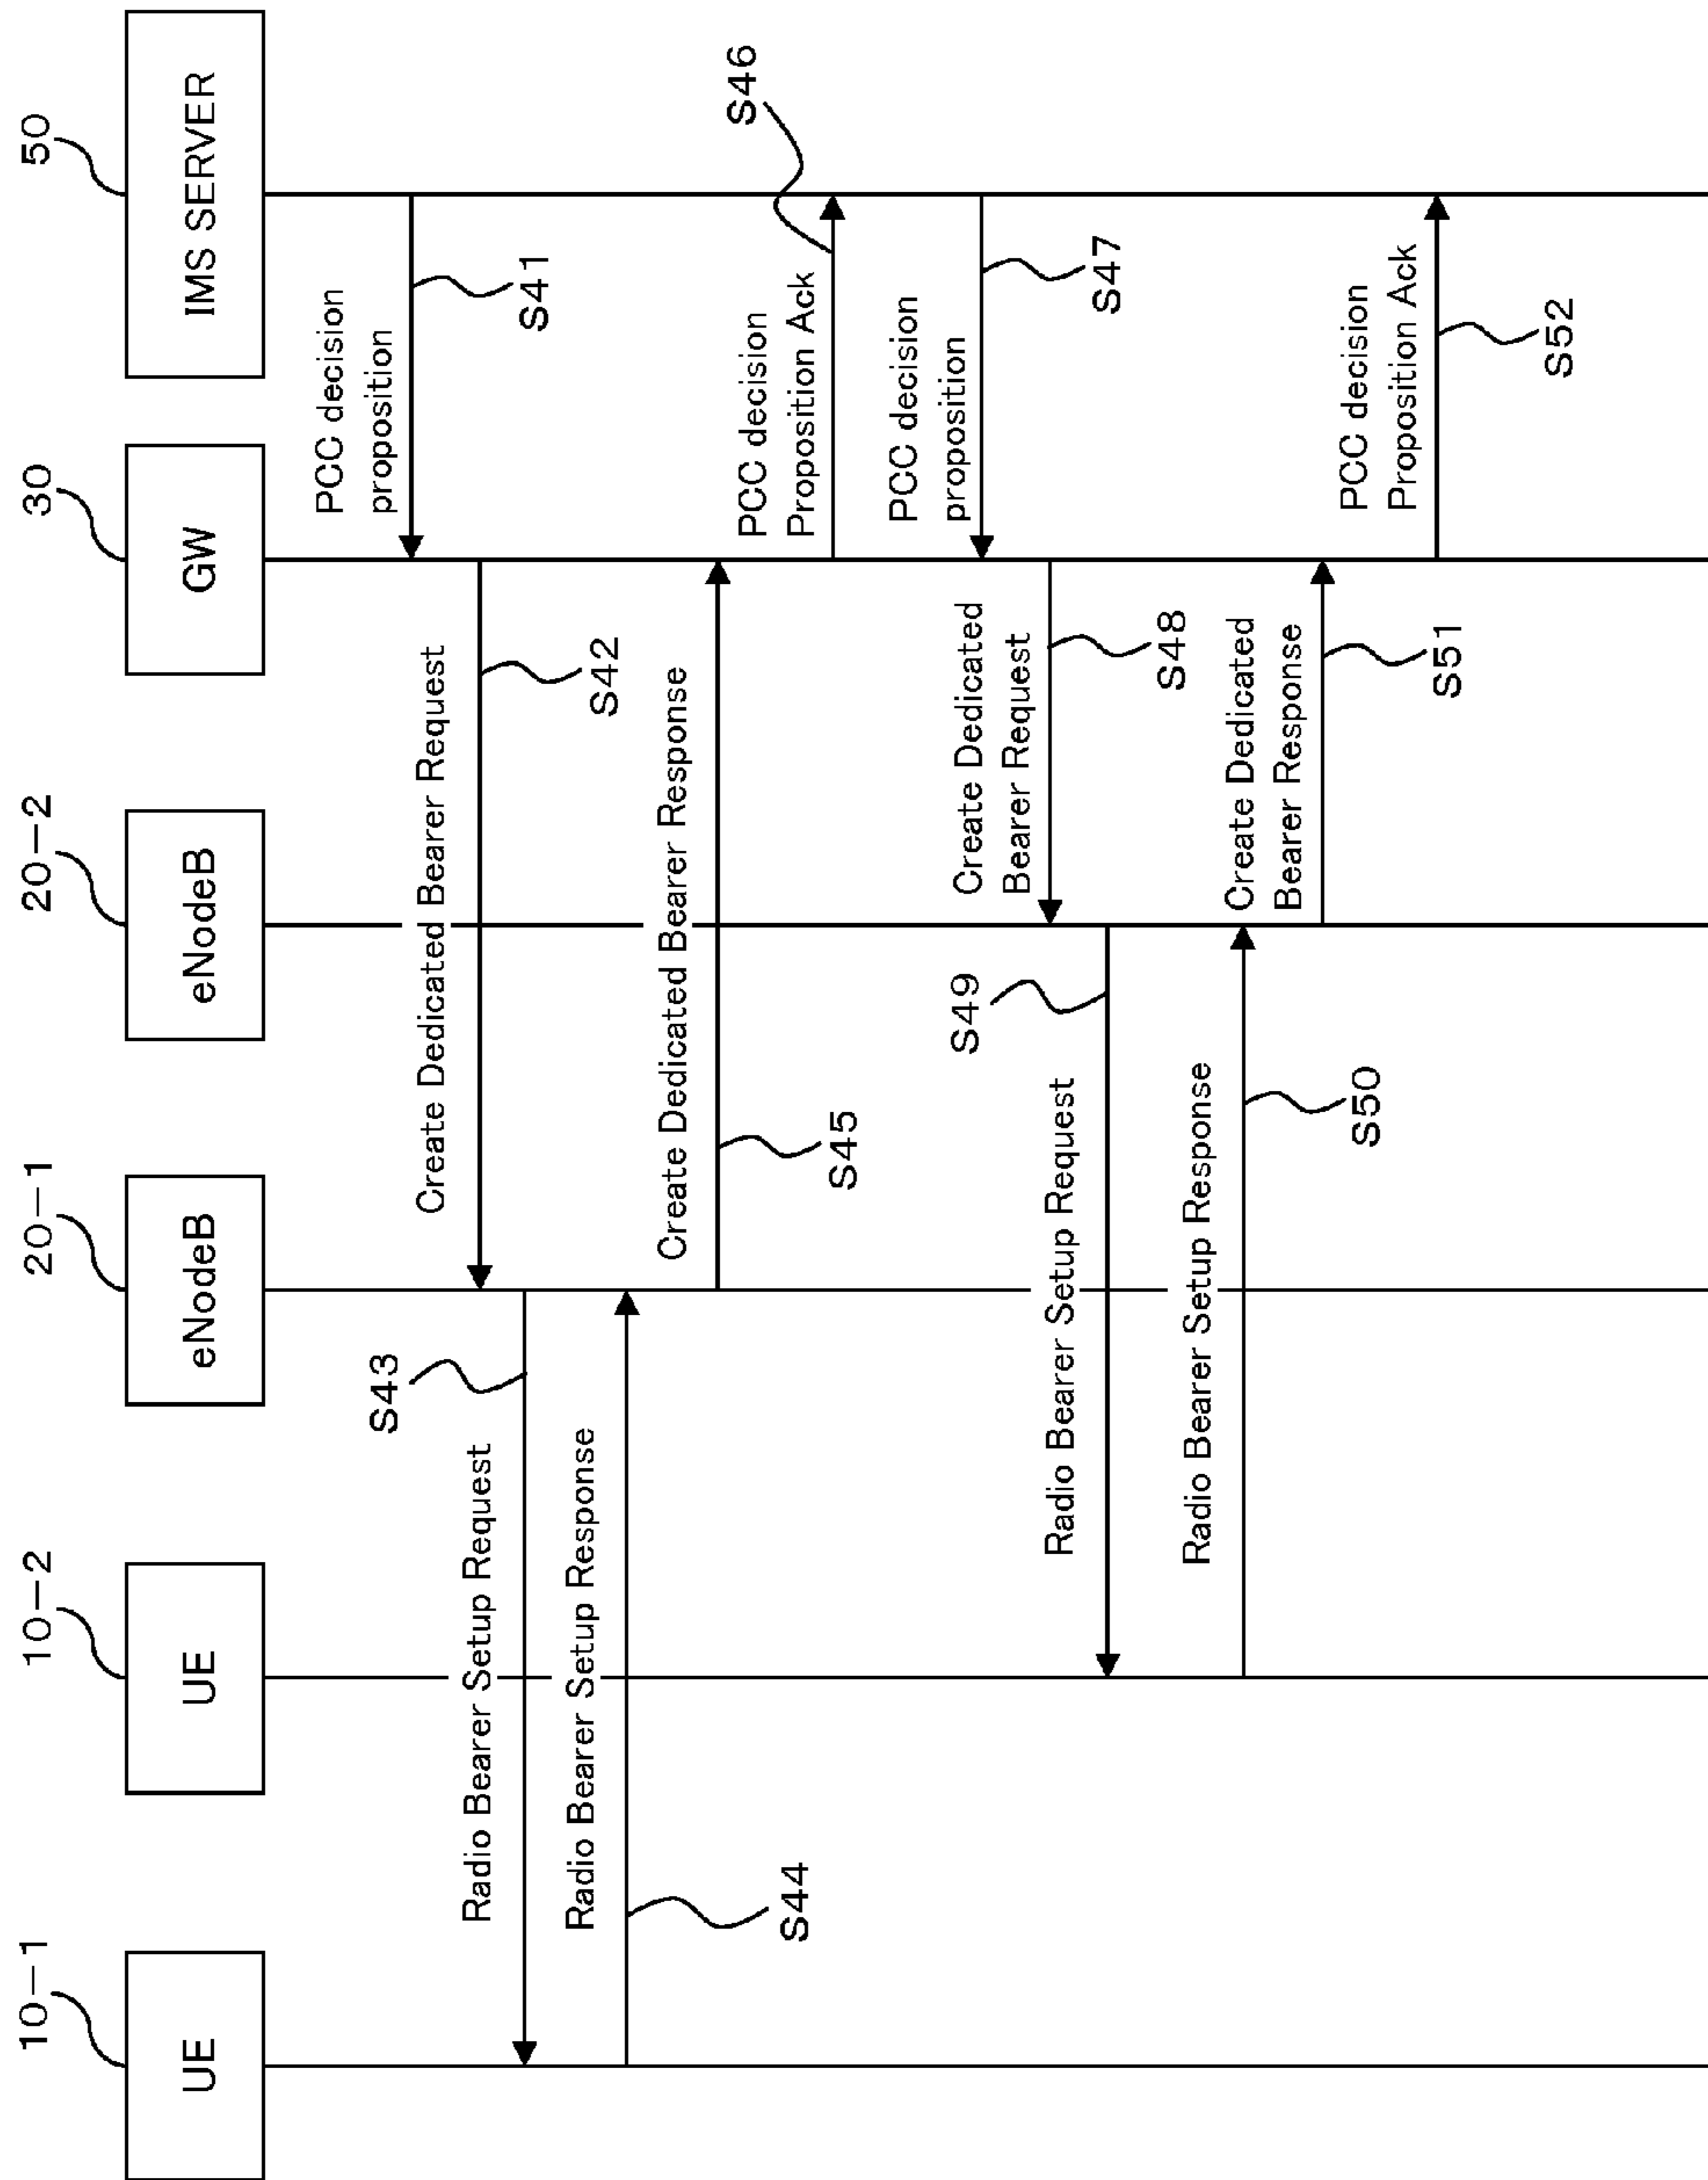 10-1
10-2
20-1
20-2
30
50
UE
UE
eNodeB
eNodeB
GW
IMS SERVER
PCC decision
proposition
S41
Create Dedicated Bearer Request
S42
S43
Radio Bearer Setup Request
Radio Bearer Setup Response
S44
Create Dedicated Bearer Response
S45
S46
PCC decision
Proposition Ack
PCC decision
proposition
S47
Create Dedicated
Bearer Request
S48
S49
Radio Bearer Setup Request
Radio Bearer Setup Response
S50
Create Dedicated
Bearer Response
S51
PCC decision
Proposition Ack
S52